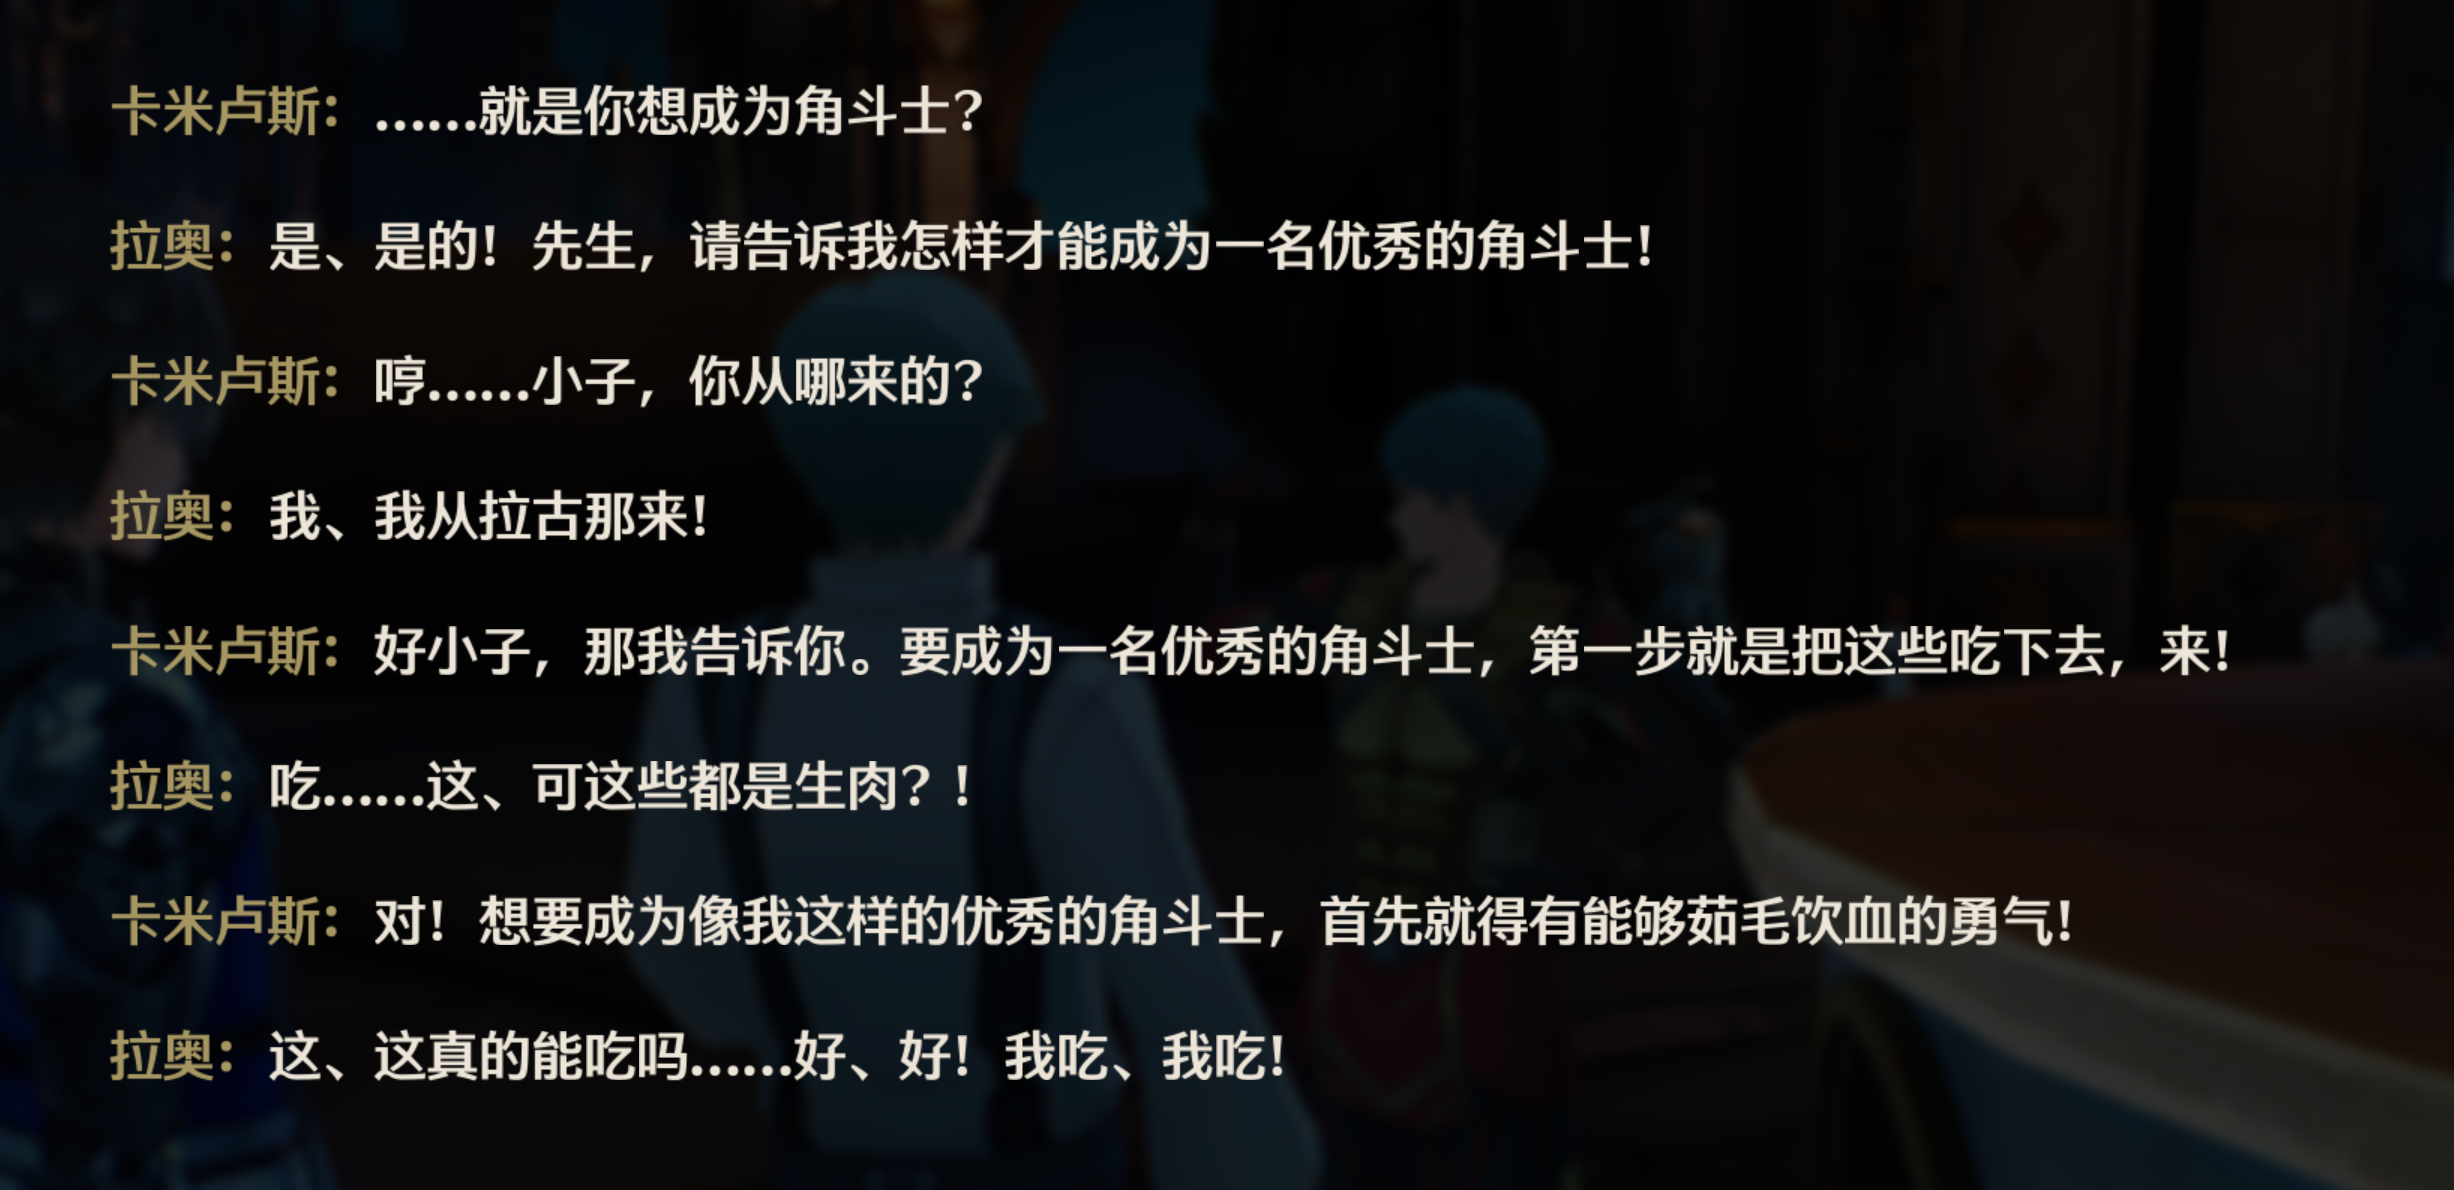 卡米卢斯：……就是你想成为角斗士？
拉奥：是、是的！先生，请告诉我怎样才能成为一名优秀的角斗士！
卡米卢斯：哼……小子，你从哪来的？
拉奥：我、我从拉古那来！
卡米卢斯：好小子，那我告诉你。要成为一名优秀的角斗士，第一步就是把这些吃下去，来！
拉奥：吃……这、可这些都是生肉？！
卡米卢斯：对！想要成为像我这样的优秀的角斗士，首先就得有能够茹毛饮血的勇气！
拉奥：这、这真的能吃吗……好、好！我吃、我吃！